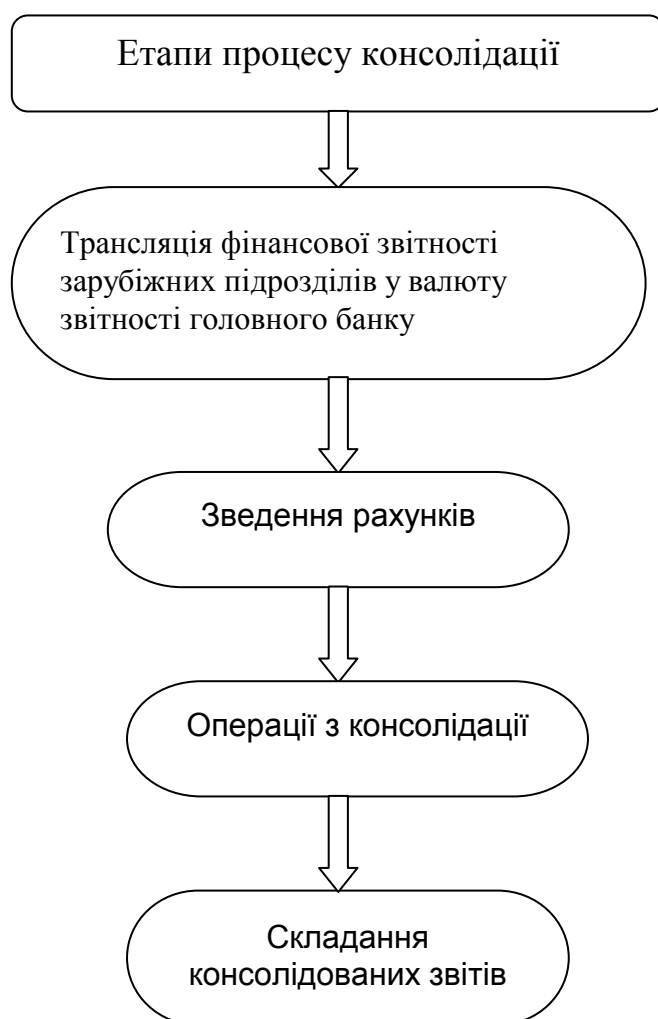 Етапи процесу консолідації
Трансляція фінансової звітності
зарубіжних підрозділів у валюту
звітності головного банку
Зведення рахунків
Операції з консолідації
Складання
консолідованих звітів